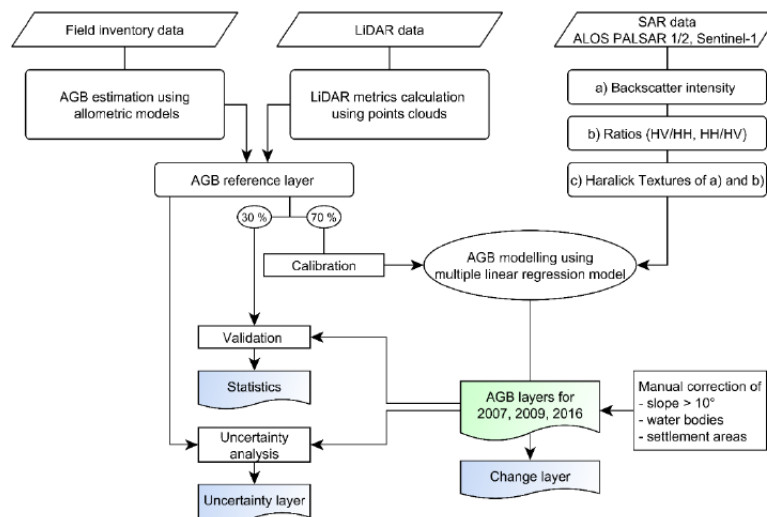 Field inventory data
LiDAR data
SAR data
ALOS PALSAR 1/2, Sentinel-1
AGB estimation using
allometric models
LiDAR metrics calculation
using points clouds
a) Backscatter intensity
b) Ratios (HV/HH, HH/HV)
c) Haralick Textures of a) and b)
AGB reference layer
30 %
70 %
Calibration
AGB modelling using
multiple linear regression model
Validation
Statistics
AGB layers for
2007, 2009, 2016
Manual correction of
- slope > 10°
- water bodies
- settlement areas
Uncertainty
analysis
Change layer
Uncertainty layer